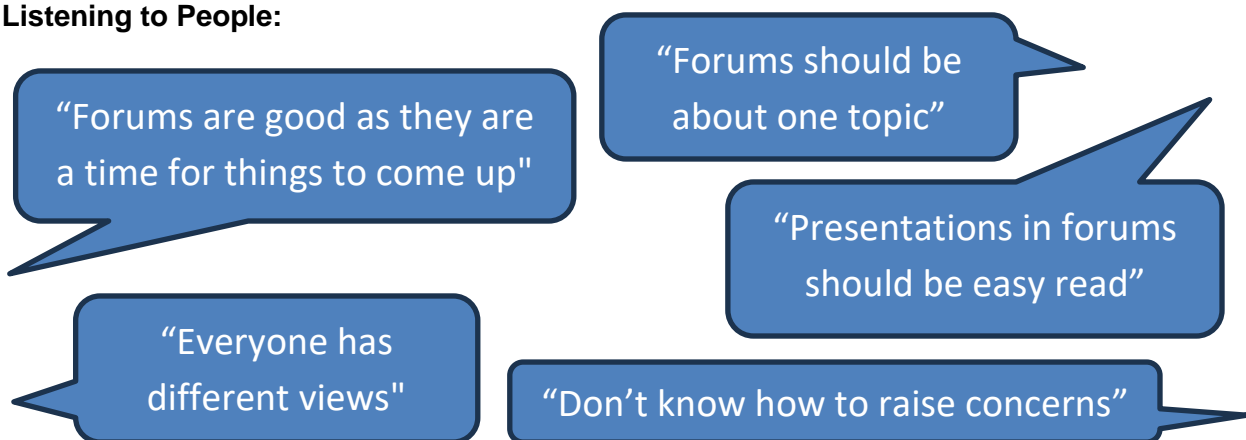 Listening to People:
“Forums are good as they are
a time for things to come up"
“Forums should be
about one topic”
“Presentations in forums
should be easy read”
“Everyone has
different views"
“Don’t know how to raise concerns”